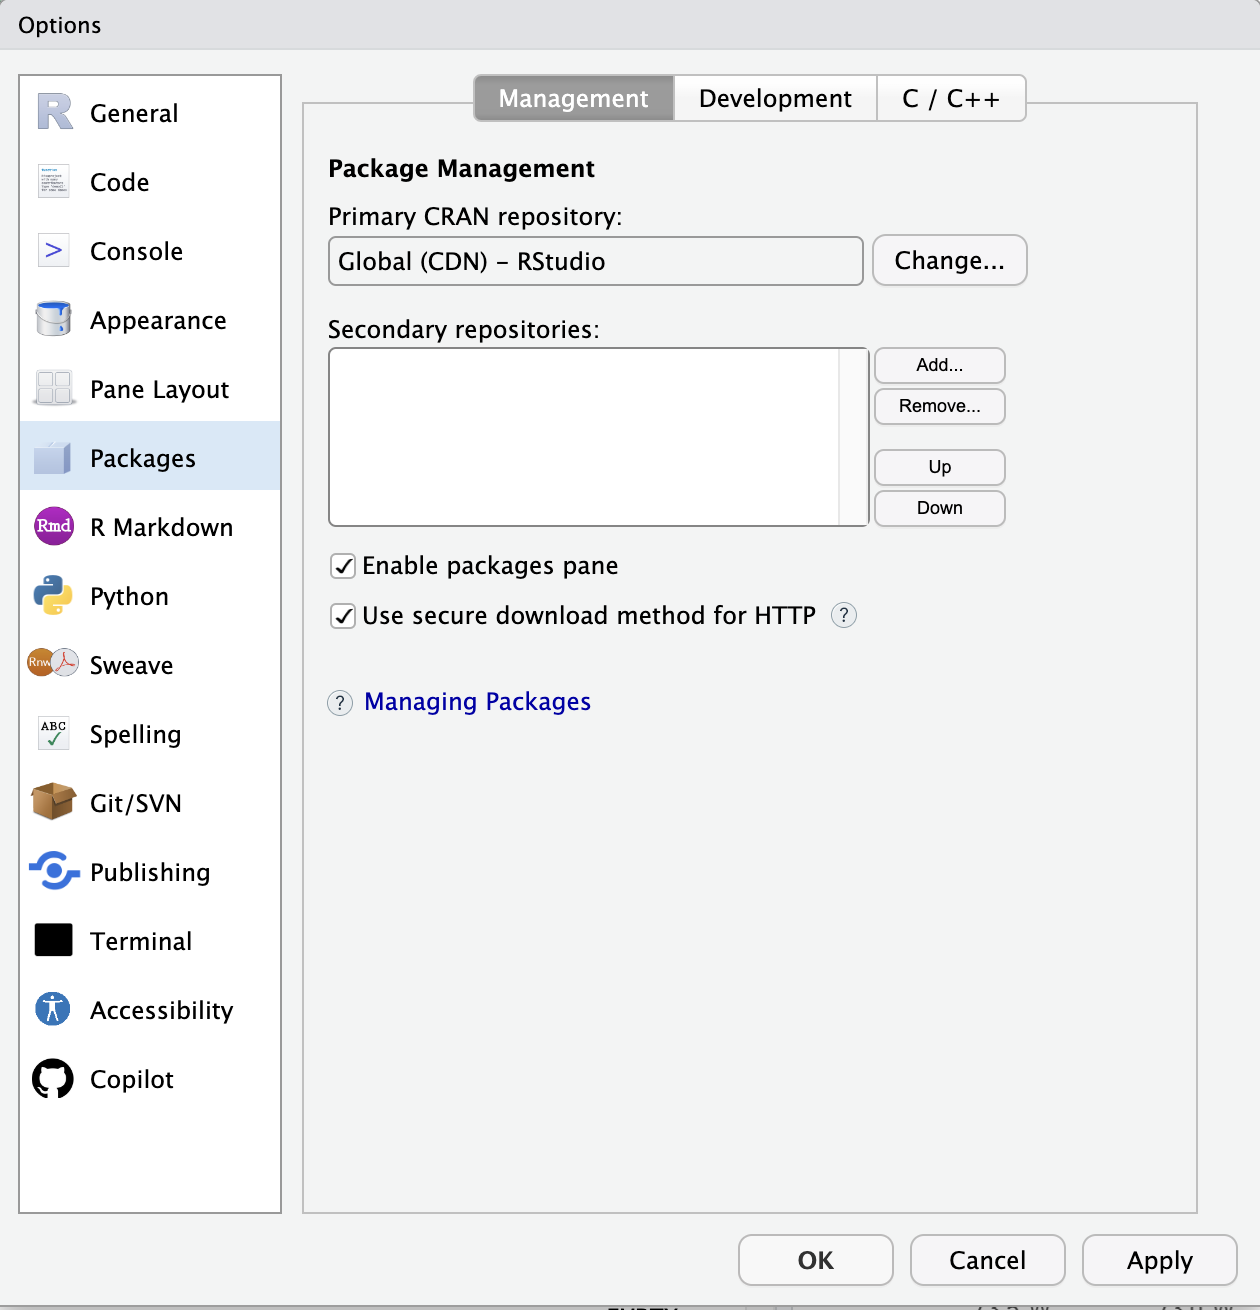 Options
General
Code
Console
Appearance
Pane Layout
Packages
Rmd R Markdown
Python
Rnw Sweave
ABC Spelling
Git/SVN
Publishing
Terminal
Accessibility
Copilot
Management Development C / C++
Package Management
Primary CRAN repository:
Global (CDN) – RStudio Change...
Secondary repositories:
Add...
Remove...
Up
Down
Enable packages pane
Use secure download method for HTTP ?
? Managing Packages
OK Cancel Apply